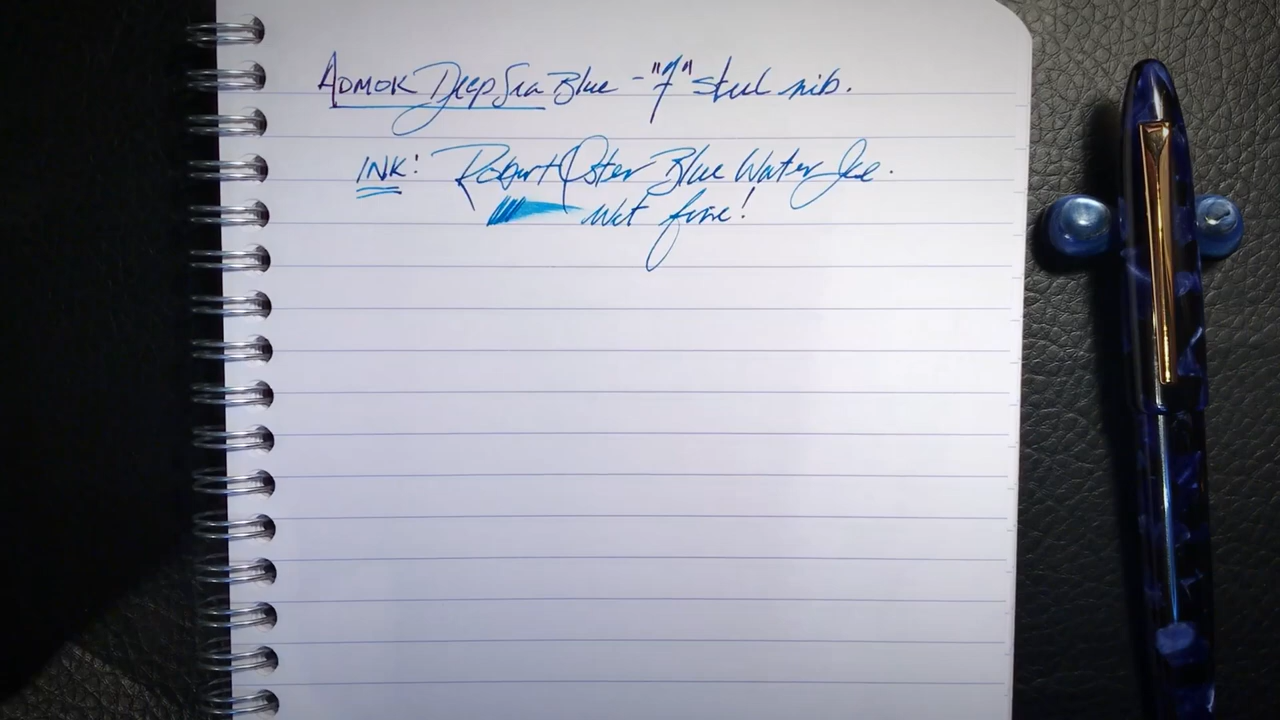 ADMOK Deep Sea Blue - "f" steel nib.
INK: Robert Oster Blue Water Ice.
Wet fine!